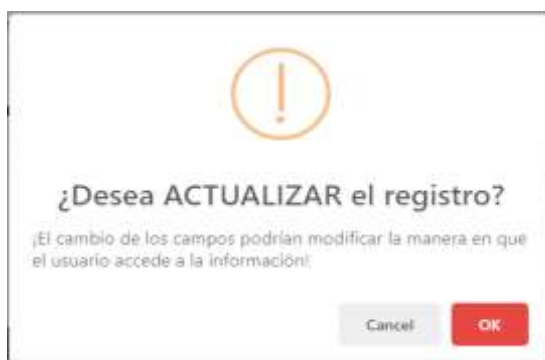 ¿Desea ACTUALIZAR el registro?
¡El cambio de los campos podrían modificar la manera en que
el usuario accede a la información!
Cancel
OK